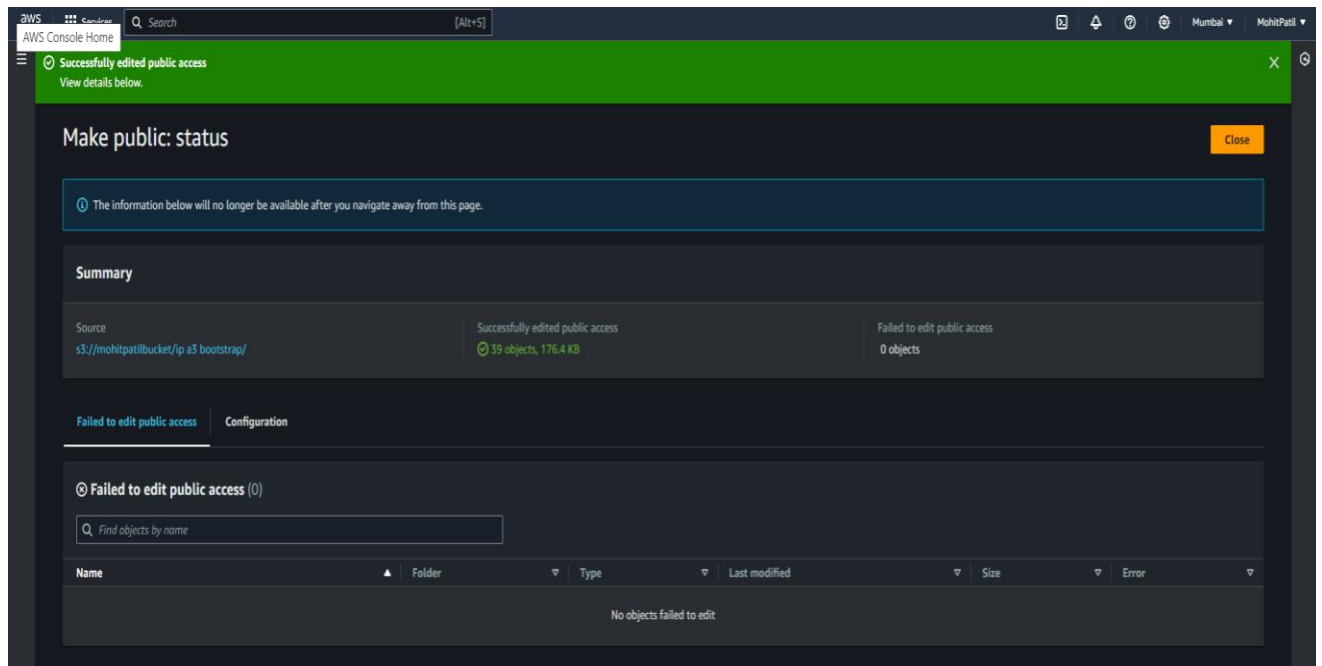 aws Services Search [Alt+S] Mumbai ▼ MohitPatil ▼
AWS Console Home
Successfully edited public access
View details below.
Make public: status
Close
The information below will no longer be available after you navigate away from this page.
Summary
Source Successfully edited public access Failed to edit public access
s3://mohitpatilbucket/ip a3 bootstrap/ 39 objects, 176.4 KB 0 objects
Failed to edit public access Configuration
Failed to edit public access (0)
Find objects by name
Name Folder Type Last modified Size Error
No objects failed to edit